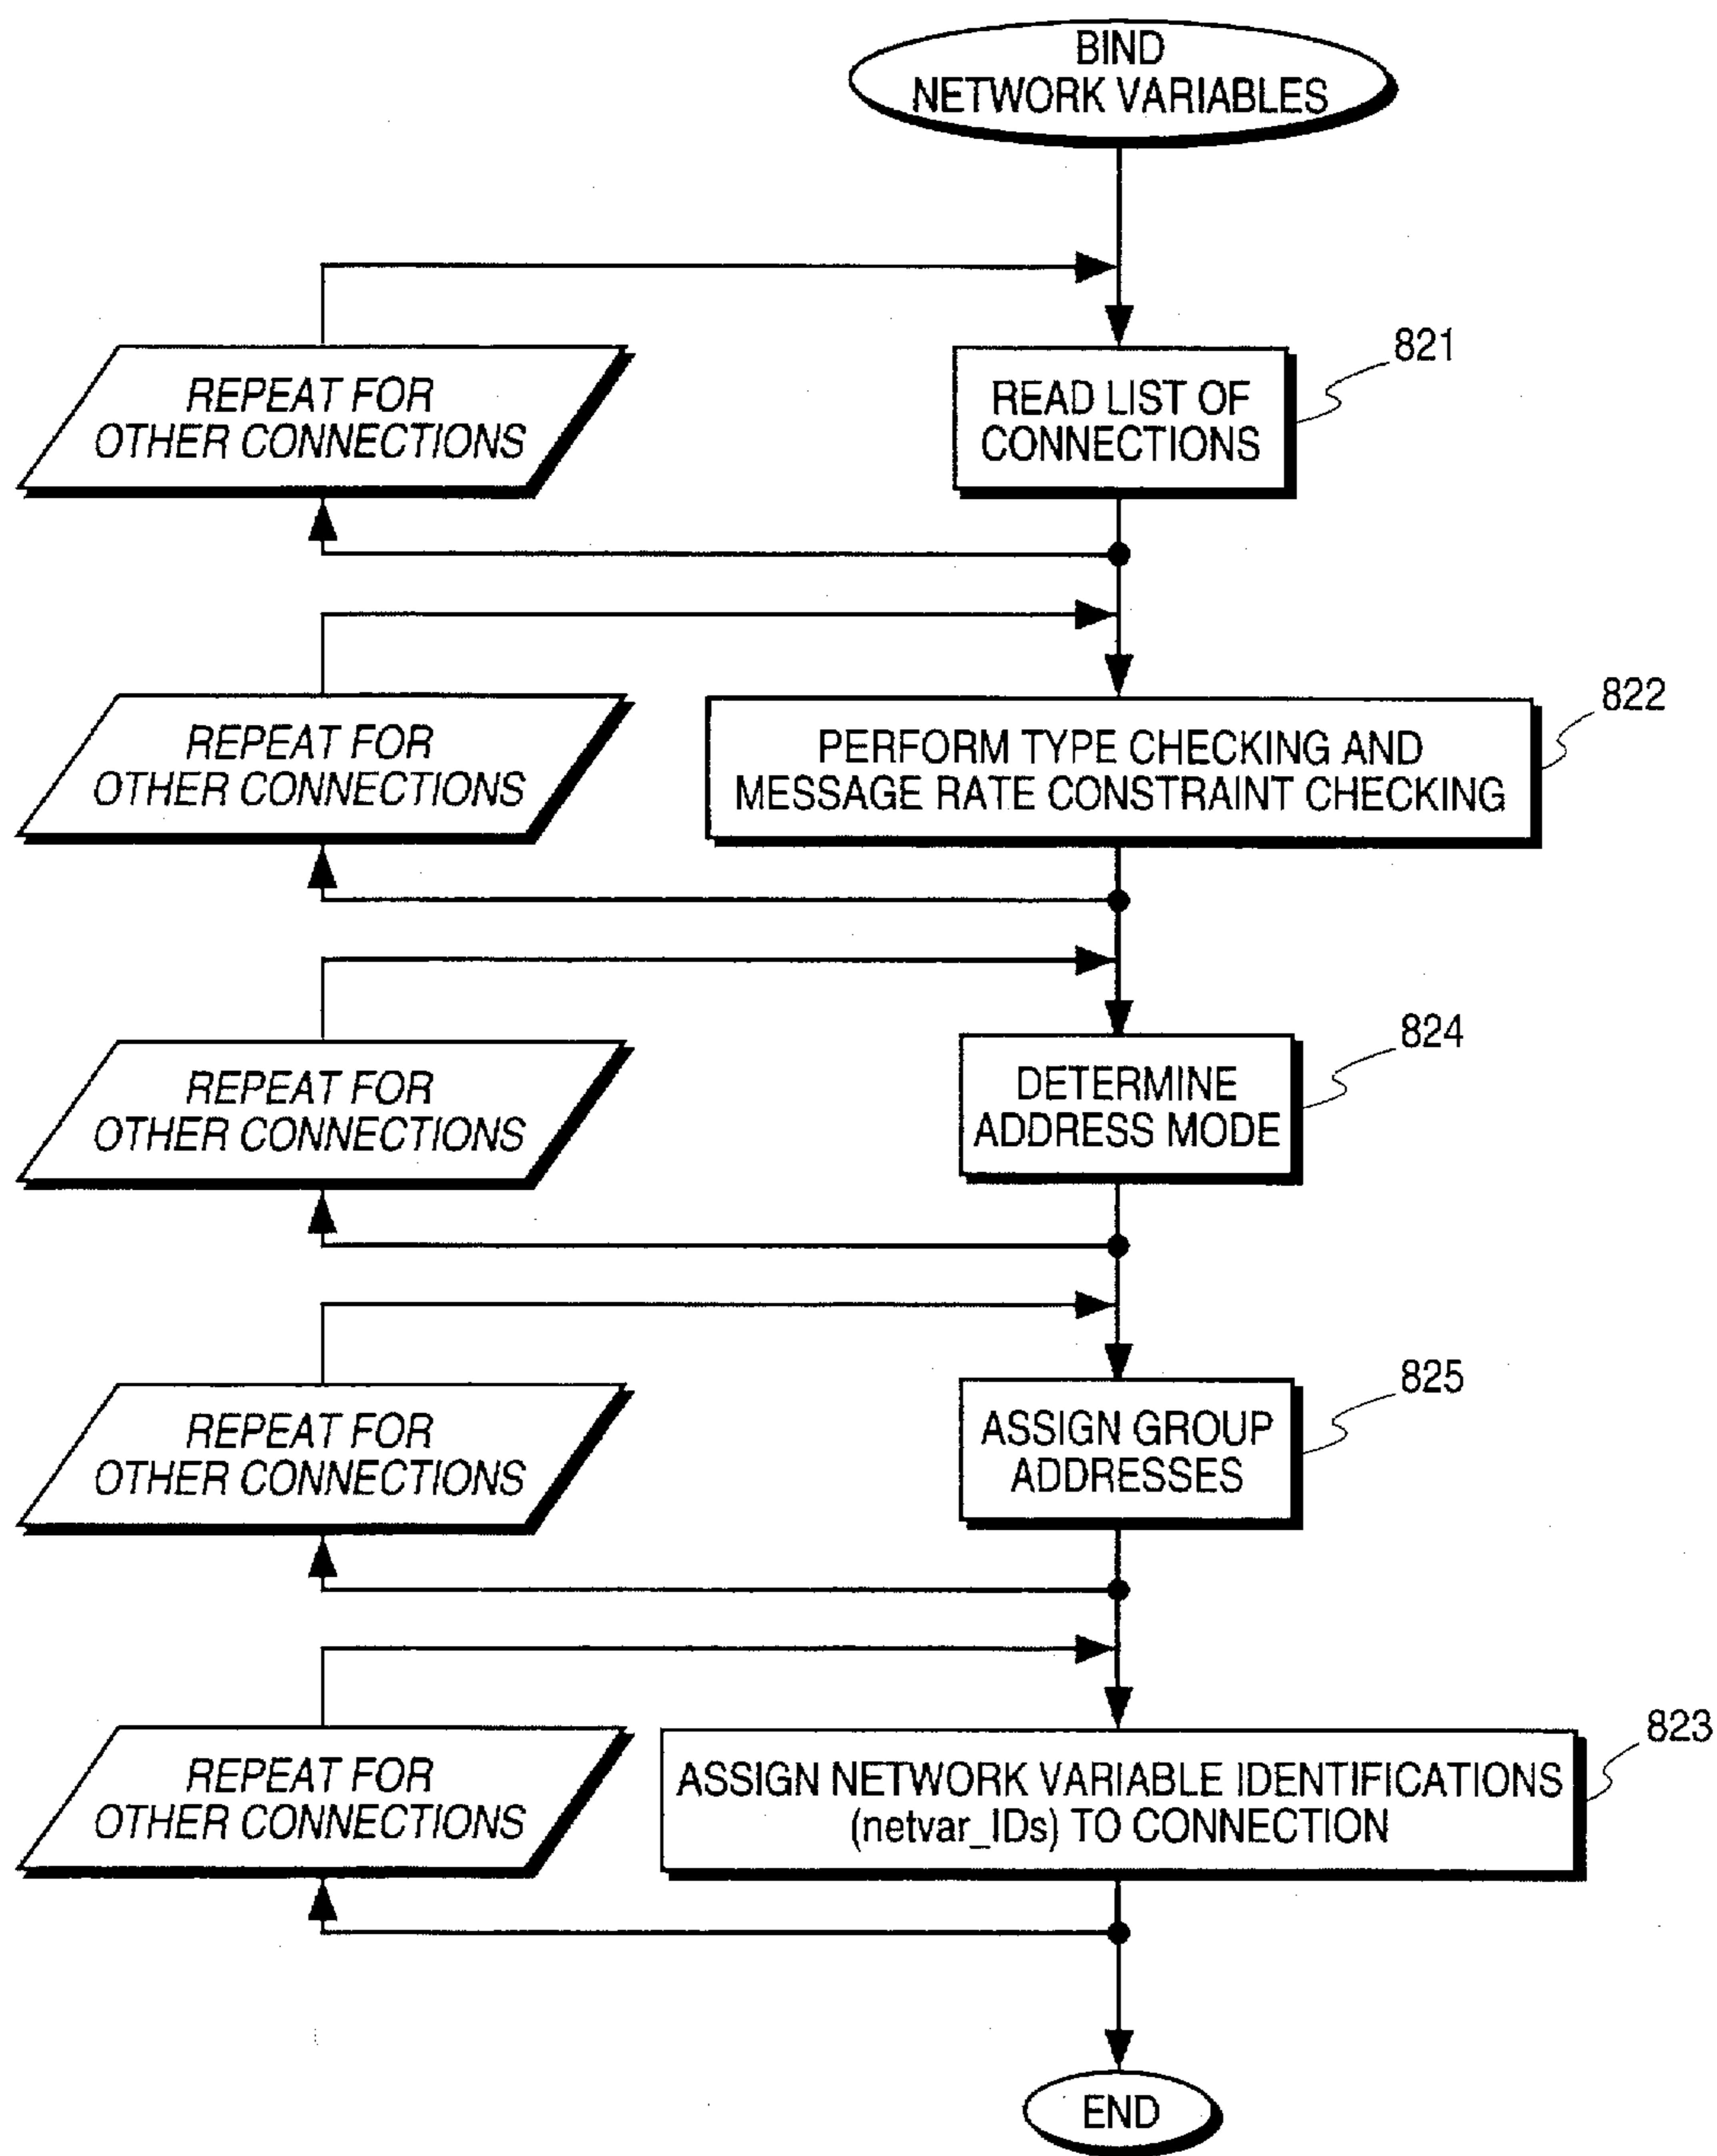 BIND
NETWORK VARIABLES
REPEAT FOR
OTHER CONNECTIONS
READ LIST OF
CONNECTIONS
821
REPEAT FOR
OTHER CONNECTIONS
PERFORM TYPE CHECKING AND
MESSAGE RATE CONSTRAINT CHECKING
822
REPEAT FOR
OTHER CONNECTIONS
DETERMINE
ADDRESS MODE
824
REPEAT FOR
OTHER CONNECTIONS
ASSIGN GROUP
ADDRESSES
825
REPEAT FOR
OTHER CONNECTIONS
ASSIGN NETWORK VARIABLE IDENTIFICATIONS
(netvar_IDs) TO CONNECTION
823
END